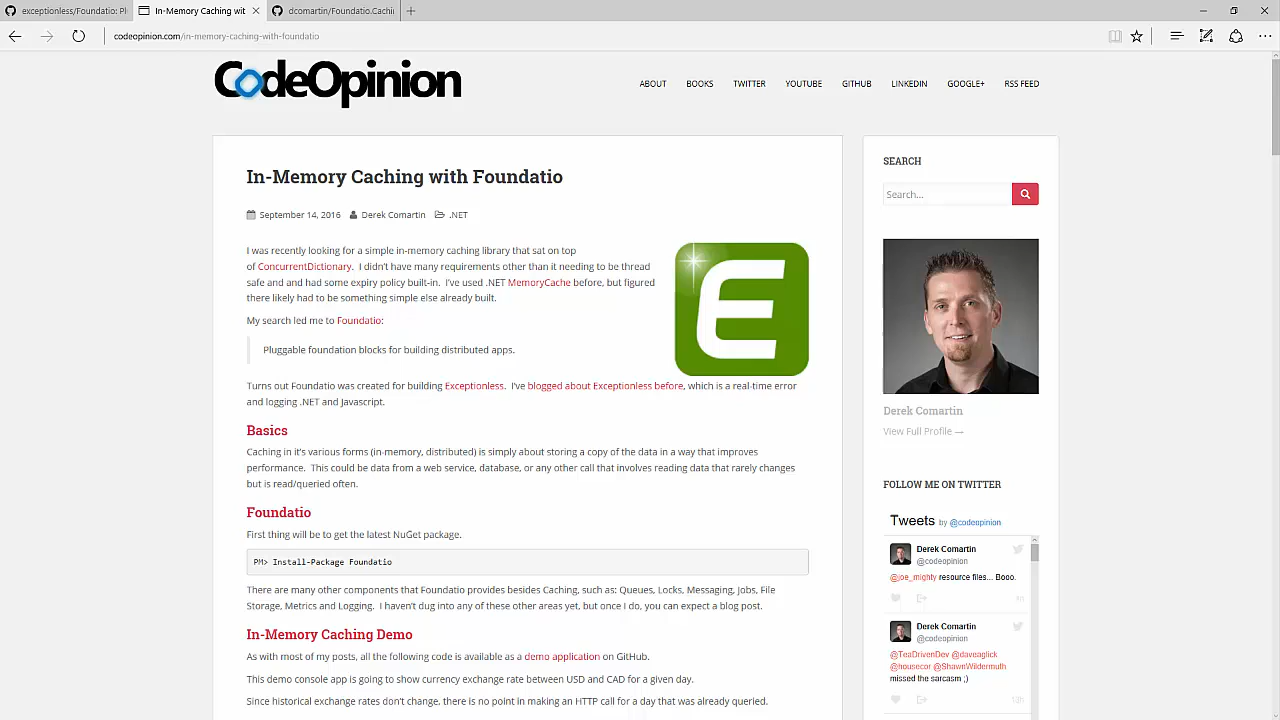 exceptionless/Foundatio: Pl
In-Memory Caching wit
dcomartin/Foundatio.Cachi
codeopinion.com/in-memory-caching-with-foundatio
CodeOpinion
ABOUT BOOKS TWITTER YOUTUBE GITHUB LINKEDIN GOOGLE+ RSS FEED
In-Memory Caching with Foundatio
September 14, 2016 Derek Comartin .NET
I was recently looking for a simple in-memory caching library that sat on top
of ConcurrentDictionary. I didn't have many requirements other than it needing to be thread
safe and and had some expiry policy built-in. I've used .NET MemoryCache before, but figured
there likely had to be something simple else already built.
My search led me to Foundatio:
Pluggable foundation blocks for building distributed apps.
E
Turns out Foundatio was created for building Exceptionless. I've blogged about Exceptionless before, which is a real-time error
and logging .NET and Javascript.
Basics
Caching in it's various forms (in-memory, distributed) is simply about storing a copy of the data in a way that improves
performance. This could be data from a web service, database, or any other call that involves reading data that rarely changes
but is read/queried often.
Foundatio
First thing will be to get the latest NuGet package.
PM> Install-Package Foundatio
There are many other components that Foundatio provides besides Caching, such as: Queues, Locks, Messaging, Jobs, File
Storage, Metrics and Logging. I haven't dug into any of these other areas yet, but once I do, you can expect a blog post.
In-Memory Caching Demo
As with most of my posts, all the following code is available as a demo application on GitHub.
This demo console app is going to show currency exchange rate between USD and CAD for a given day.
Since historical exchange rates don't change, there is no point in making an HTTP call for a day that was already queried.
SEARCH
Search...
Derek Comartin
View Full Profile →
FOLLOW ME ON TWITTER
Tweets by @codeopinion
Derek Comartin
@codeopinion
@joe_mighty resource files... Booo.
Derek Comartin
@codeopinion
@TeaDrivenDev @daveaglick
@housecor @ShawnWildermuth
missed the sarcasm ;)